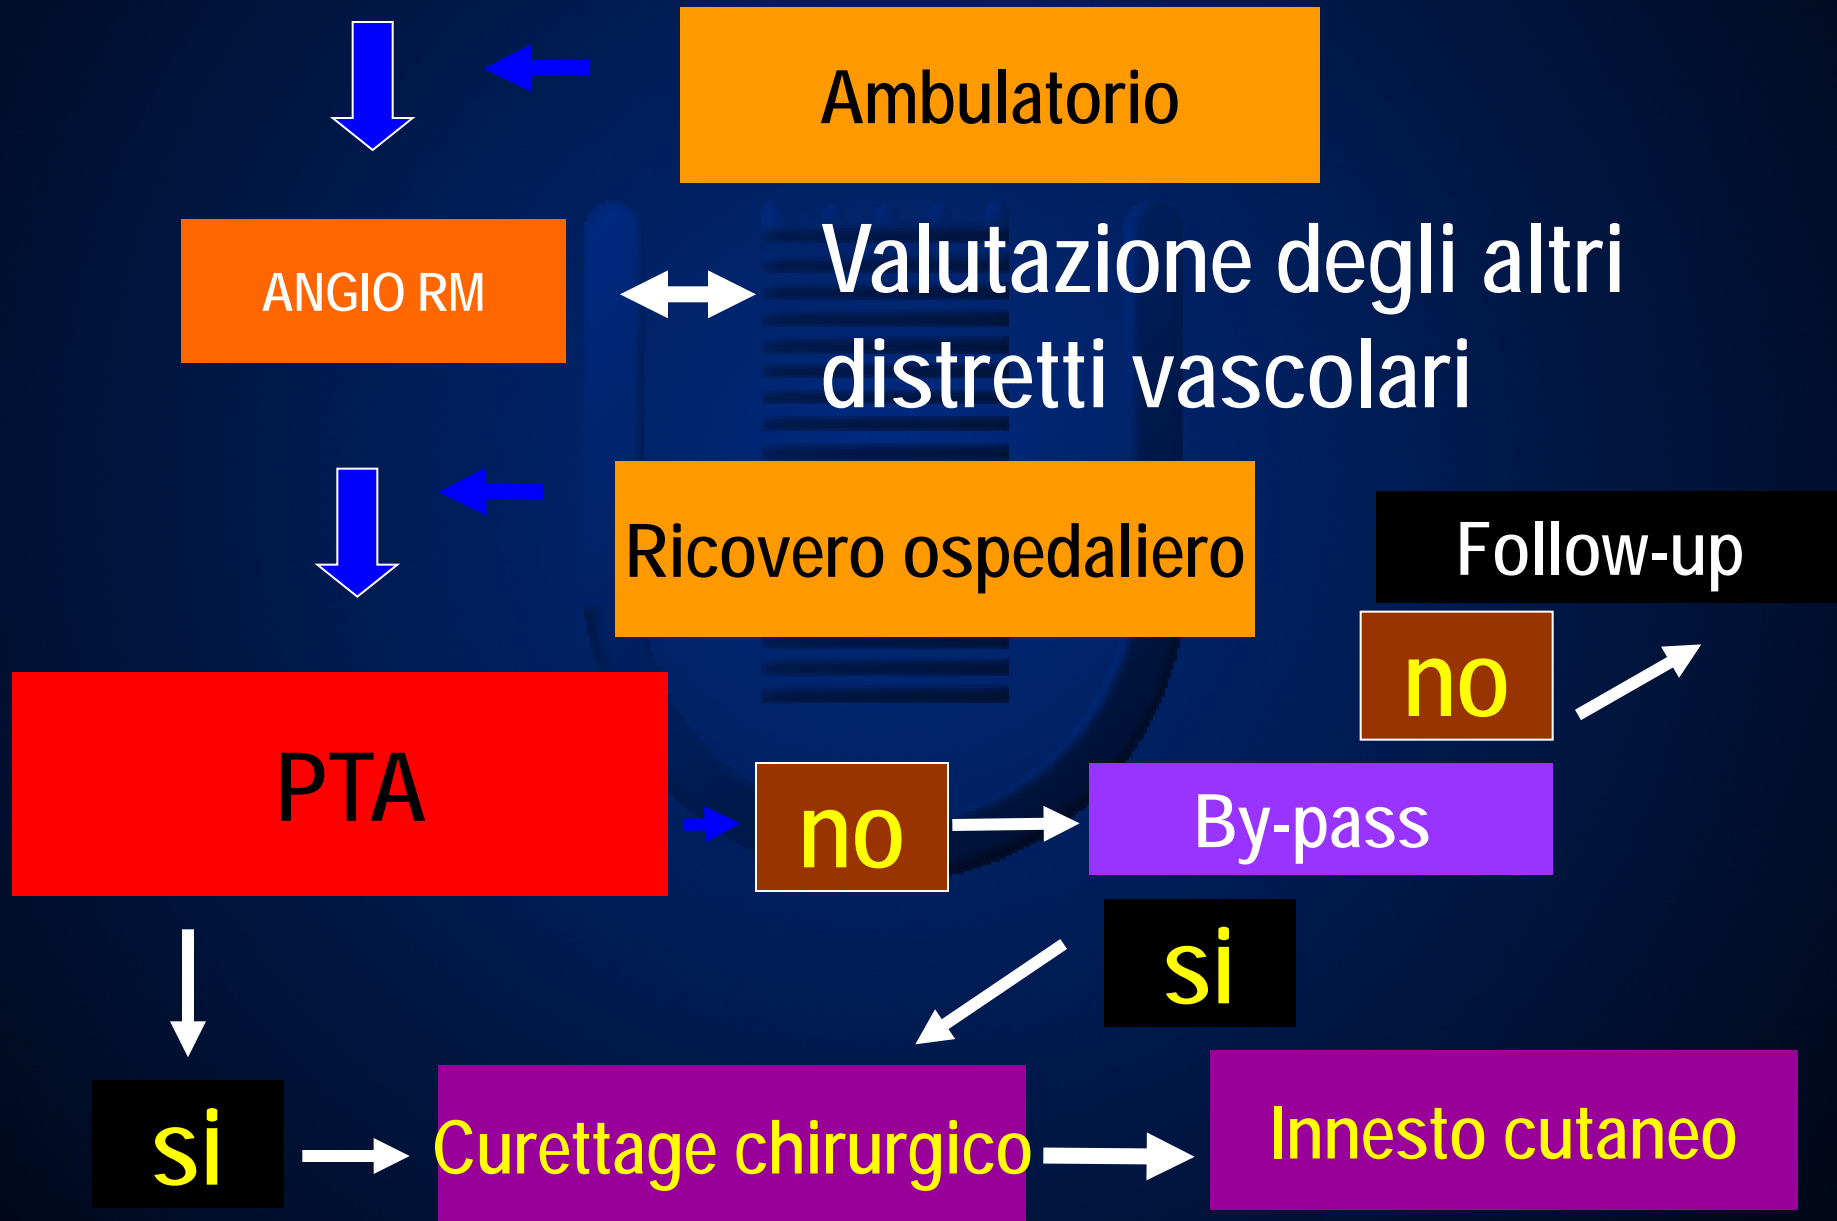 Ambulatorio
ANGIO RM
Valutazione degli altri
distretti vascolari
Ricovero ospedaliero
Follow-up
no
PTA
no
By-pass
si
si
Curettage chirurgico
Innesto cutaneo